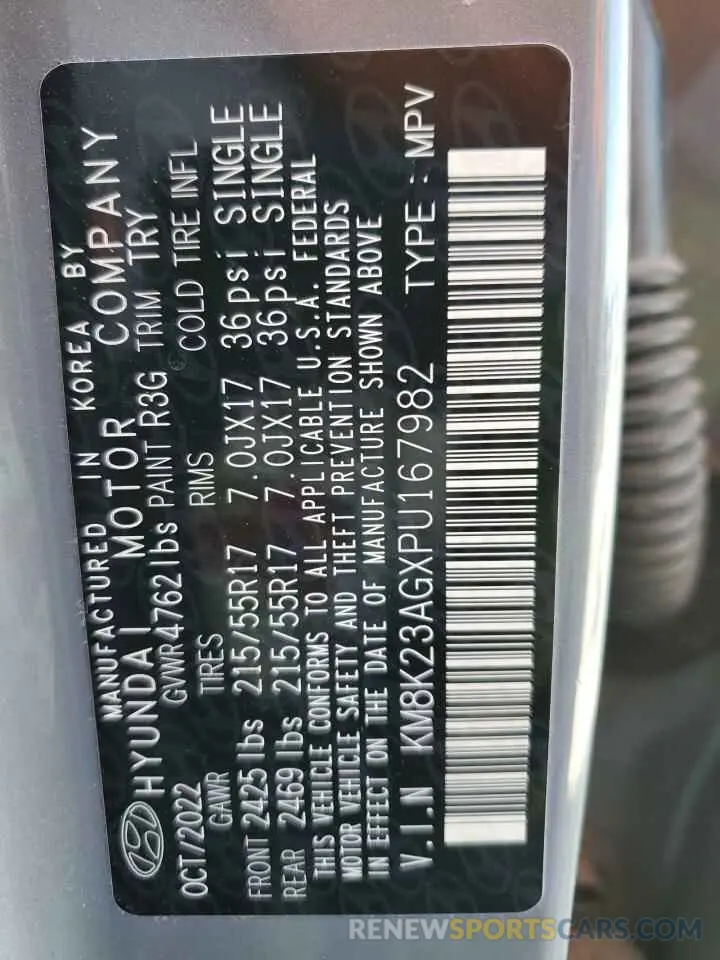 MANUFACTURED IN KOREA BY
HYUNDAI MOTOR COMPANY
OCT/2022 GVWR 4762 lbs PAINT R3G TRIM TRY
GAWR TIRES RIMS COLD TIRE INFL
FRONT 2425 lbs 215/55R17 7.0JX17 36psi SINGLE
REAR 2469 lbs 215/55R17 7.0JX17 36psi SINGLE
THIS VEHICLE CONFORMS TO ALL APPLICABLE U.S.A. FEDERAL
MOTOR VEHICLE SAFETY AND THEFT PREVENTION STANDARDS
IN EFFECT ON THE DATE OF MANUFACTURE SHOWN ABOVE
V.I.N KM8K23AGXPU167982 TYPE : MPV
RENEWSPORTSCARS.COM